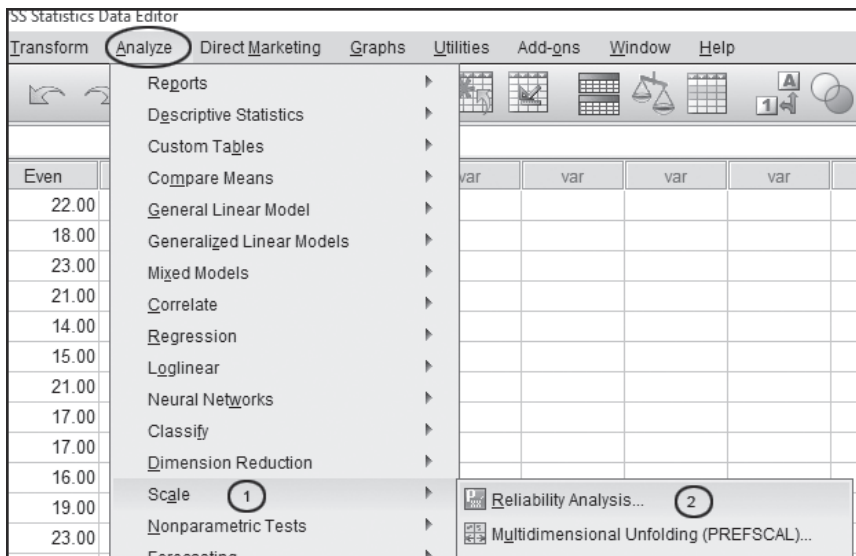 SS Statistics Data Editor
Transform Analyze Direct Marketing Graphs Utilities Add-ons Window Help
Reports
A
1
Descriptive Statistics
Custom Tables
Even Compare Means var var var var
22.00 General Linear Model
18.00 Generalized Linear Models
23.00 Mixed Models
21.00 Correlate
14.00 Regression
15.00 Loglinear
21.00 Neural Networks
17.00 Classify
17.00 Dimension Reduction
16.00
Scale 1 Reliability Analysis... 2
19.00 Nonparametric Tests Multidimensional Unfolding (PREFSCAL)...
23.00 Forecasting